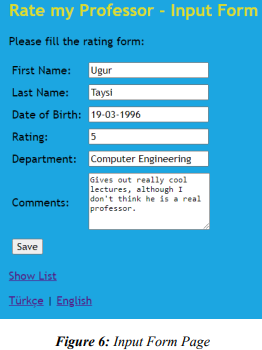 Rate my Professor - Input Form
Please fill the rating form:
First Name: Ugur
Last Name: Taysi
Date of Birth: 19-03-1996
Rating: 5
Department: Computer Engineering
Comments: Gives out really cool
lectures, although I
don't think he is a real
professor.
Save
Show List
Türkçe | English
Figure 6: Input Form Page